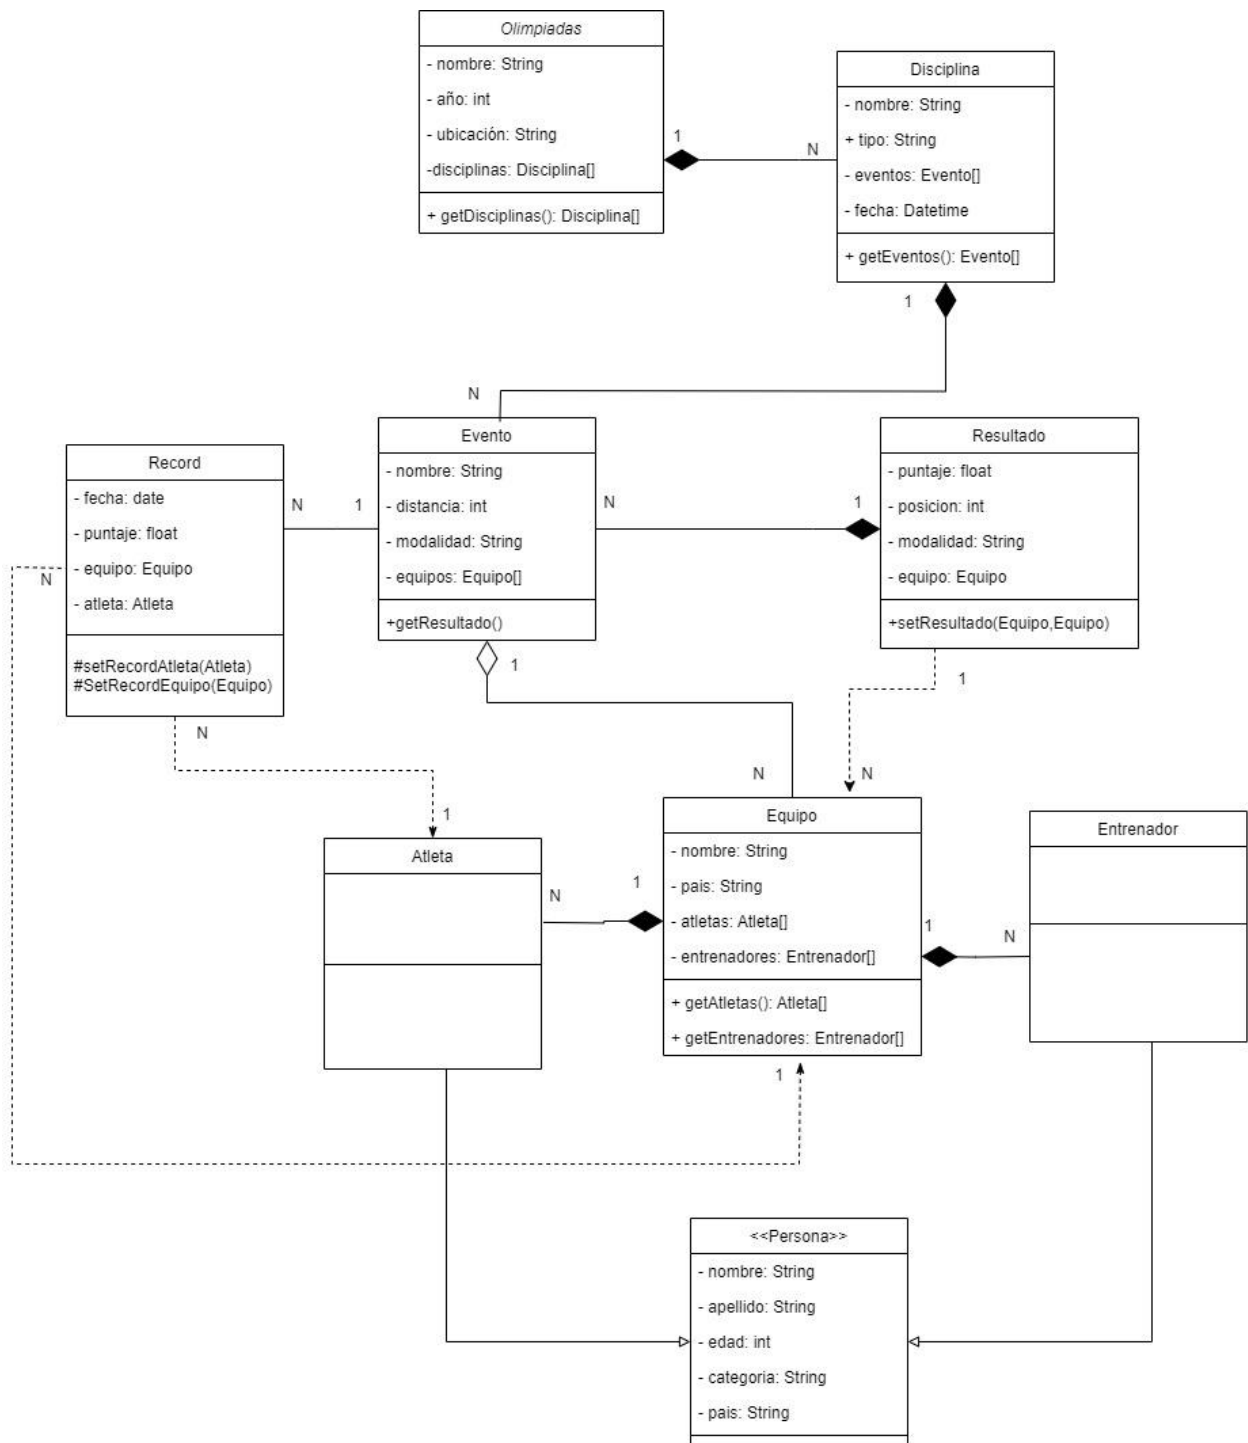 Olimpiadas
- nombre: String
- año: int
- ubicación: String
-disciplinas: Disciplina[]
+ getDisciplinas(): Disciplina[]
1
N
Disciplina
- nombre: String
+ tipo: String
- eventos: Evento[]
- fecha: Datetime
+ getEventos(): Evento[]
1
N
Record
- fecha: date
- puntaje: float
- equipo: Equipo
- atleta: Atleta
#setRecordAtleta(Atleta)
#SetRecordEquipo(Equipo)
N
1
N
N
Evento
- nombre: String
- distancia: int
- modalidad: String
- equipos: Equipo[]
+getResultado()
N
1
1
Resultado
- puntaje: float
- posicion: int
- modalidad: String
- equipo: Equipo
+setResultado(Equipo,Equipo)
1
N
N
1
Atleta
N
1
Equipo
- nombre: String
- pais: String
- atletas: Atleta[]
- entrenadores: Entrenador[]
+ getAtletas(): Atleta[]
+ getEntrenadores: Entrenador[]
1
1
N
Entrenador
<<Persona>>
- nombre: String
- apellido: String
- edad: int
- categoria: String
- pais: String